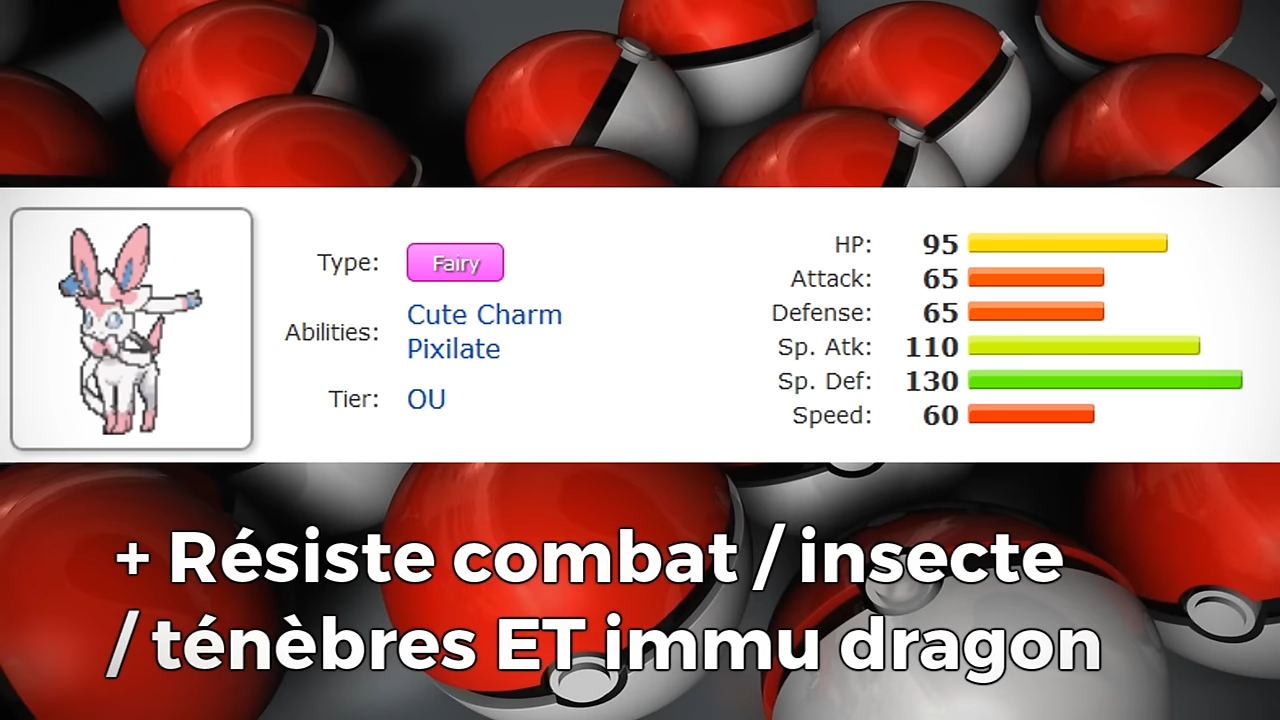 Type: Fairy
Abilities: Cute Charm
Pixilate
Tier: OU
HP: 95
Attack: 65
Defense: 65
Sp. Atk: 110
Sp. Def: 130
Speed: 60
+ Résiste combat / insecte
/ ténèbres ET immu dragon